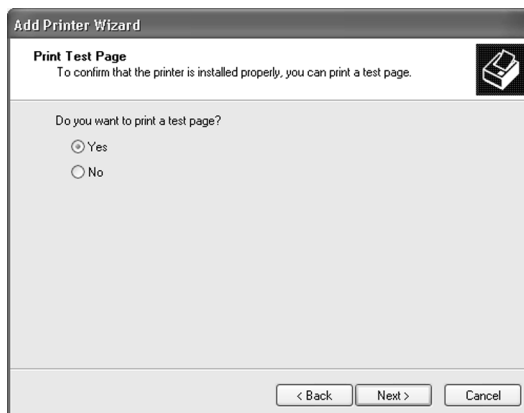 Add Printer Wizard
Print Test Page
To confirm that the printer is installed properly, you can print a test page.
Do you want to print a test page?
Yes
No
< Back
Next >
Cancel